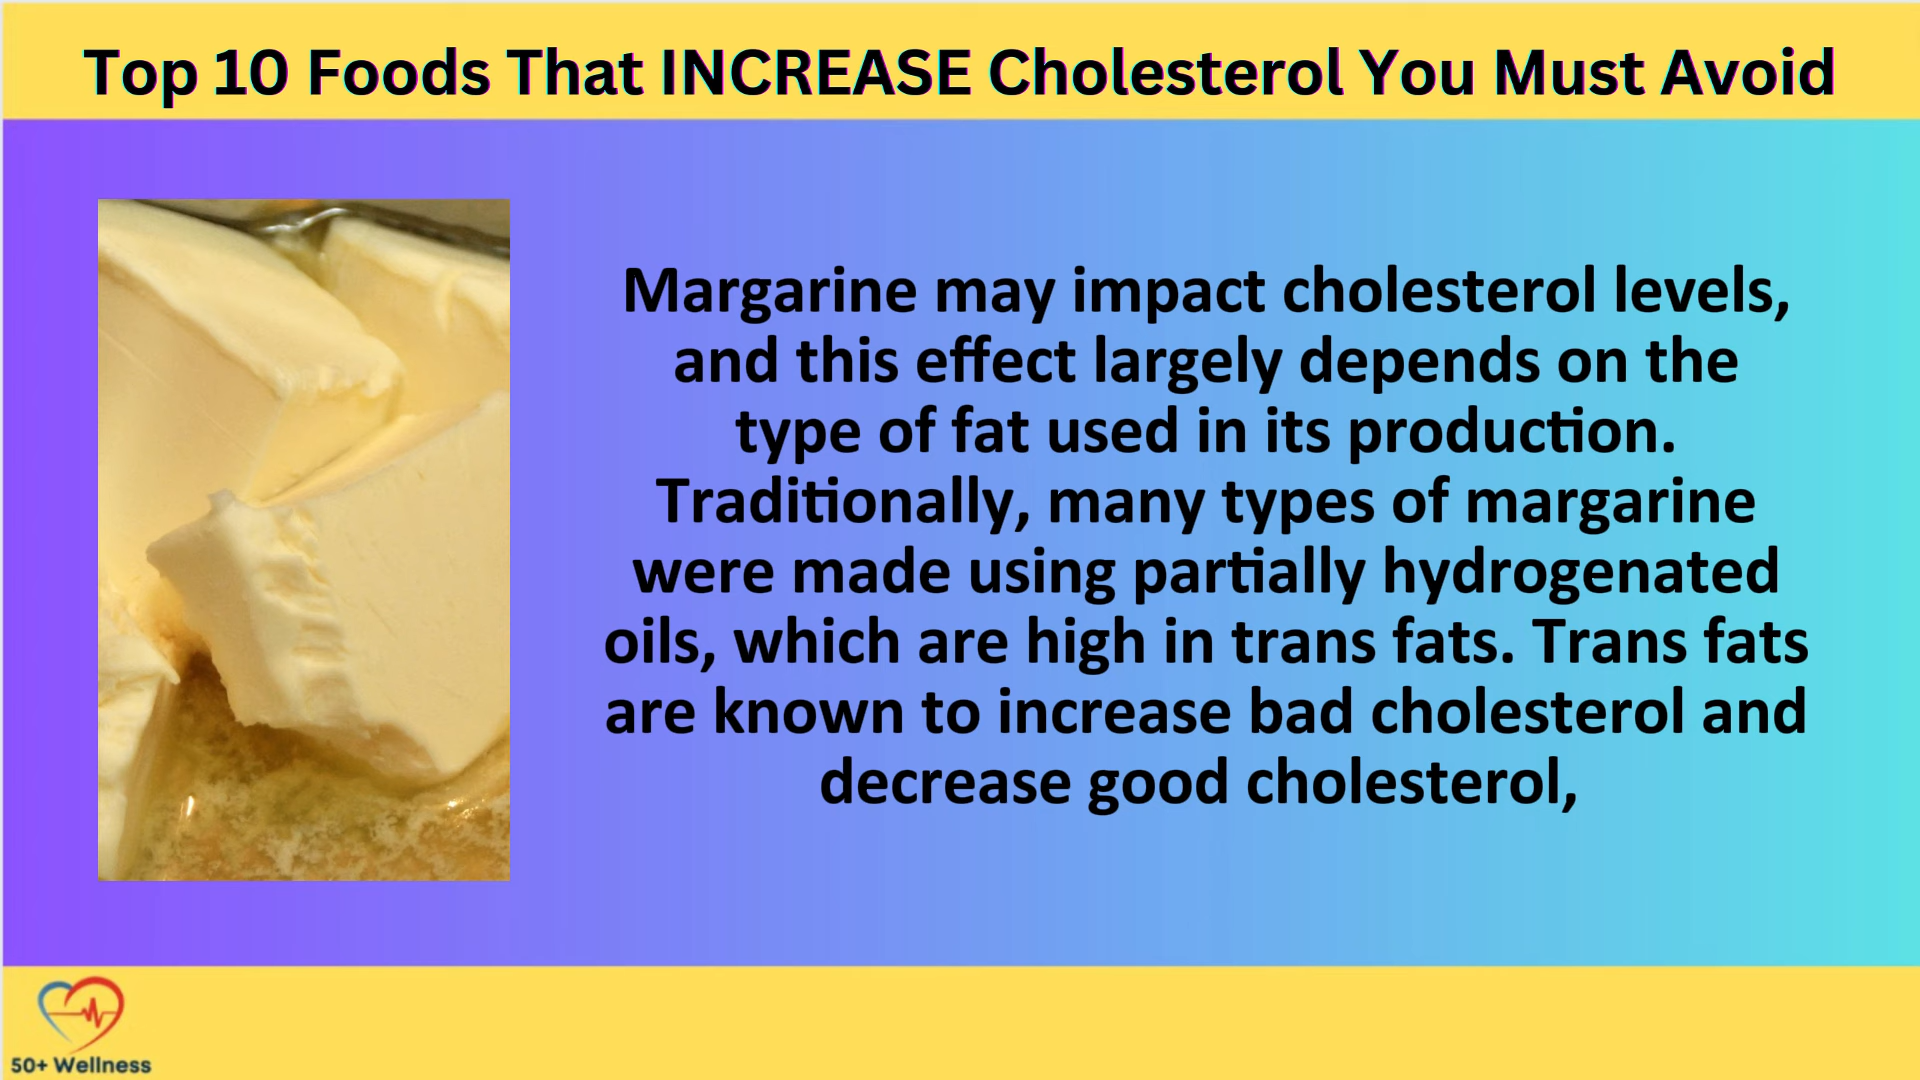 Top 10 Foods That INCREASE Cholesterol You Must Avoid
Margarine may impact cholesterol levels,
and this effect largely depends on the
type of fat used in its production.
Traditionally, many types of margarine
were made using partially hydrogenated
oils, which are high in trans fats. Trans fats
are known to increase bad cholesterol and
decrease good cholesterol,
50+ Wellness